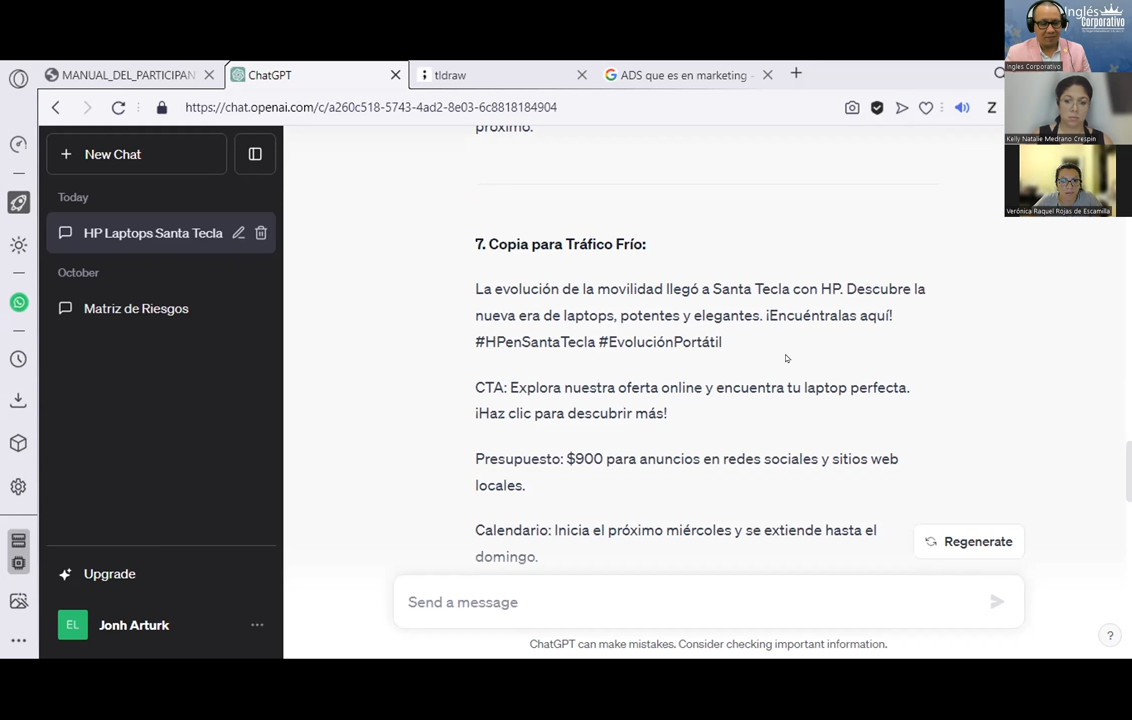 MANUAL_DEL_PARTICIPAN
ChatGPT
tldraw
ADS que es en marketing -
https://chat.openai.com/c/a260c518-5743-4ad2-8e03-6c8818184904
Inglés
Corporativo
Ingles Corporativo
Kelly Natalie Medrano Crespin
Verónica Raquel Rojas de Escamilla
New Chat
Today
HP Laptops Santa Tecla
October
Matriz de Riesgos
Upgrade
EL
Jonh Arturk
próximo.
7. Copia para Tráfico Frío:
La evolución de la movilidad llegó a Santa Tecla con HP. Descubre la
nueva era de laptops, potentes y elegantes. ¡Encuéntralas aquí!
#HPenSantaTecla #EvoluciónPortátil
CTA: Explora nuestra oferta online y encuentra tu laptop perfecta.
¡Haz clic para descubrir más!
Presupuesto: $900 para anuncios en redes sociales y sitios web
locales.
Calendario: Inicia el próximo miércoles y se extiende hasta el
domingo.
Regenerate
Send a message
ChatGPT can make mistakes. Consider checking important information.
?